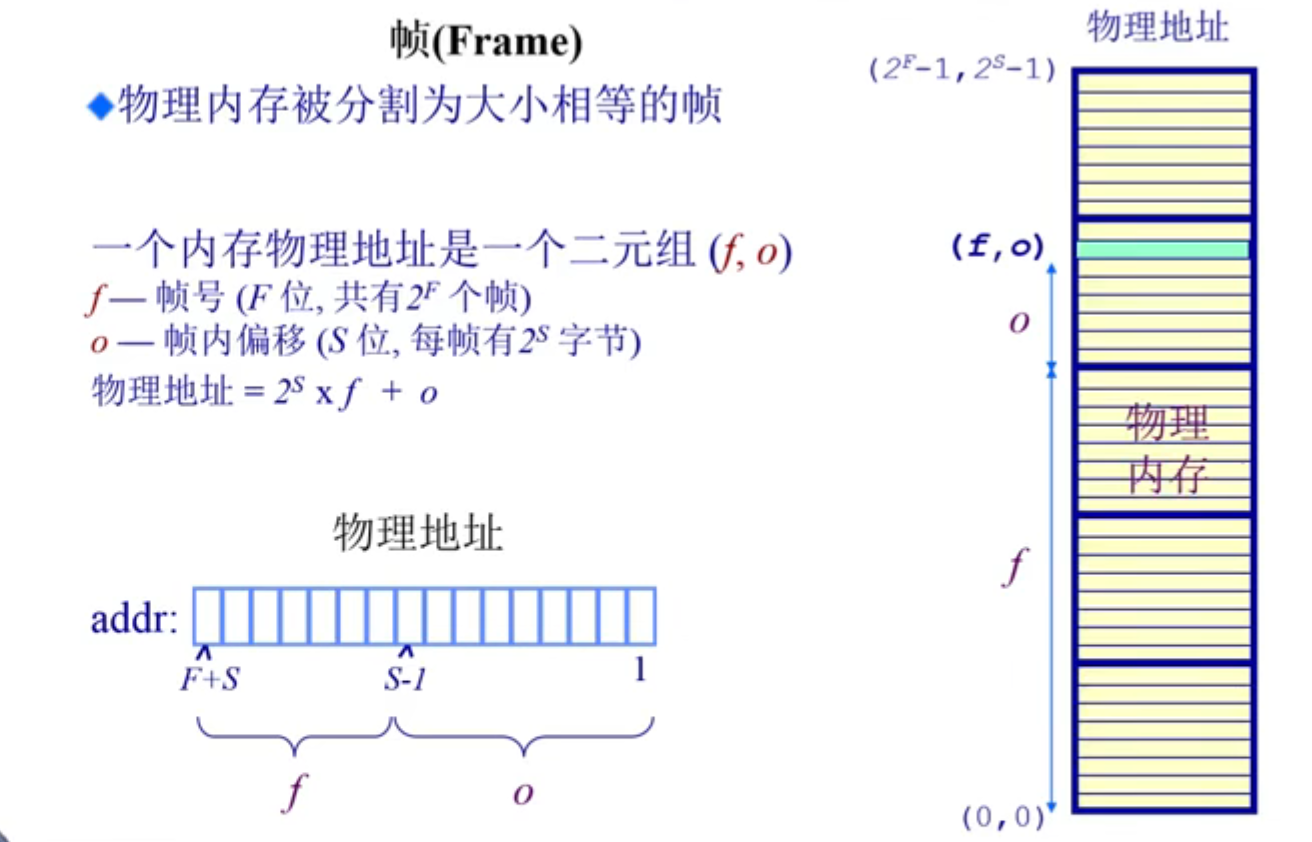 帧(Frame)
◆物理内存被分割为大小相等的帧
一个内存物理地址是一个二元组 (f, o)
f — 帧号 (F 位, 共有2^F 个帧)
o — 帧内偏移 (S 位, 每帧有2^S 字节)
物理地址 = 2^S x f + o
物理地址
addr:
F+S S-1 1
f o
物理地址
(2^F-1,2^S-1)
(f,o)
o
物理
内存
f
(0,0)